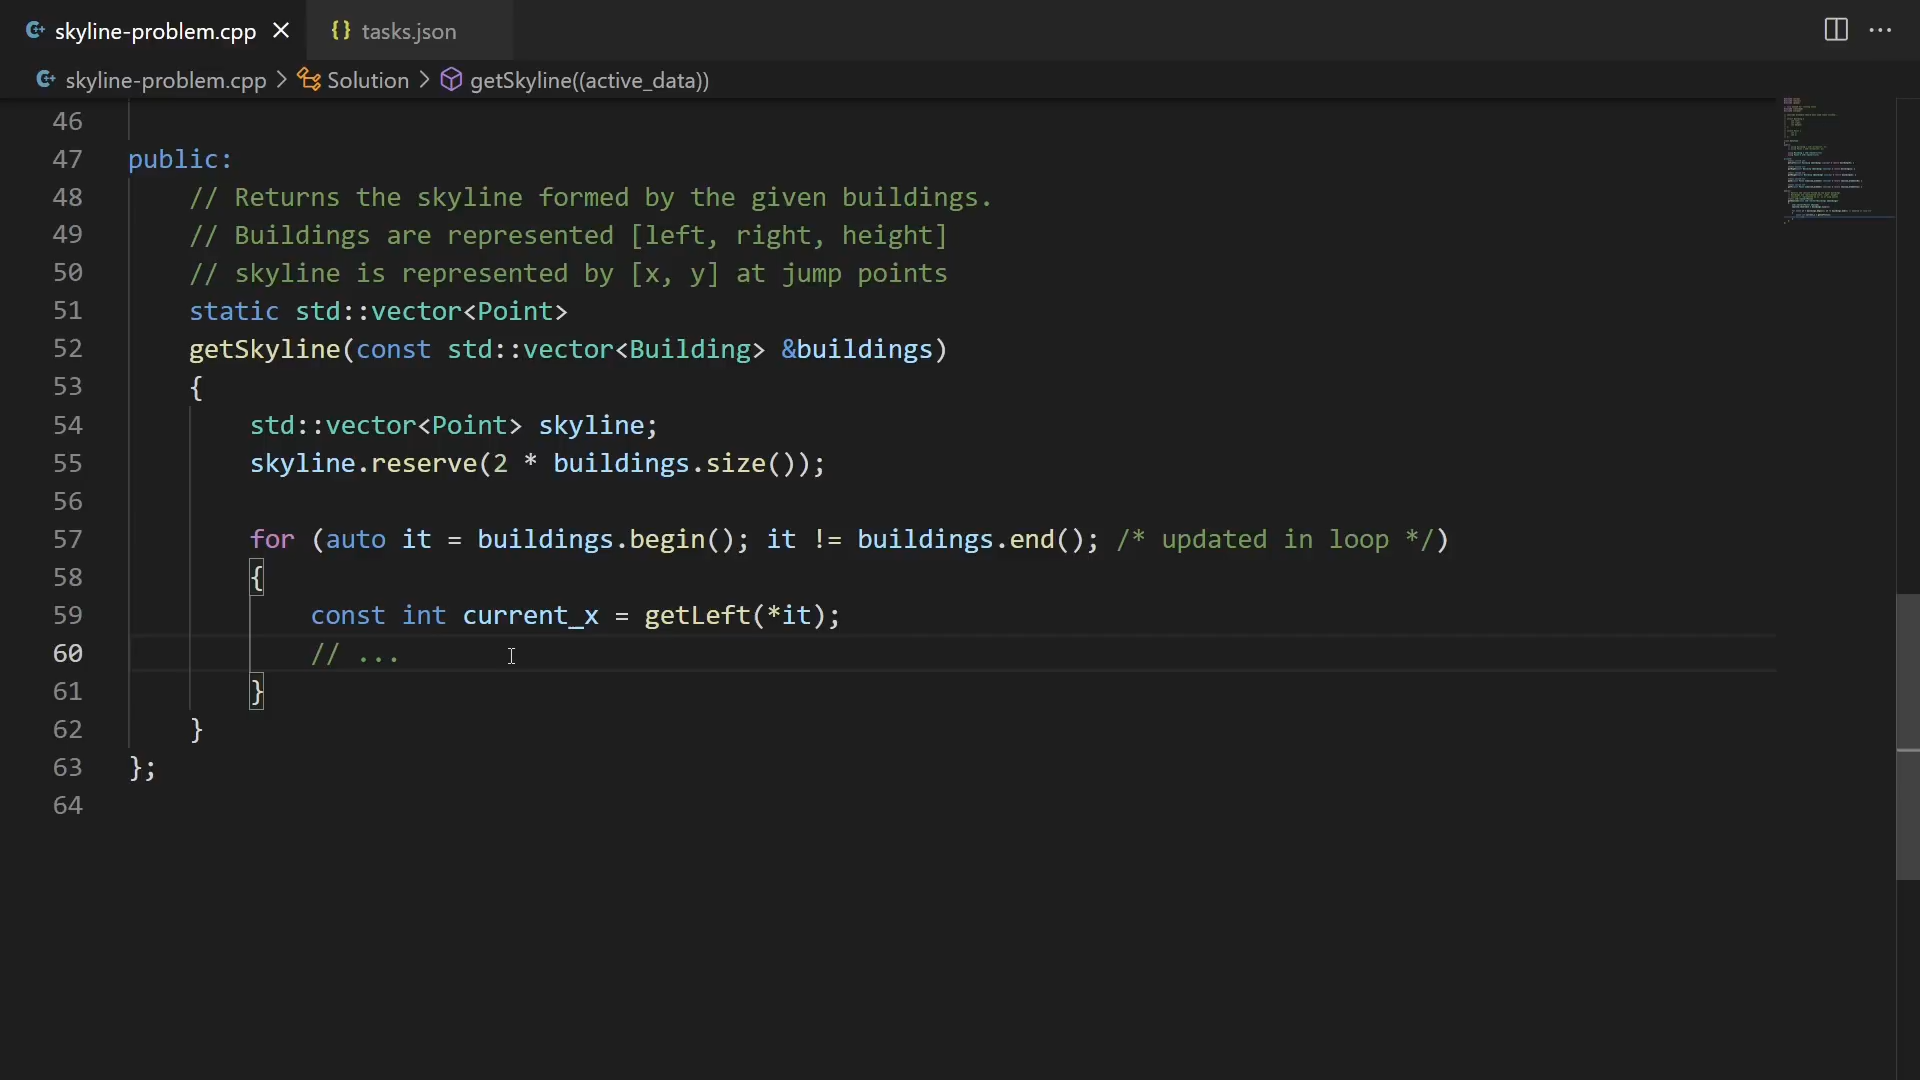 skyline-problem.cpp
tasks.json
skyline-problem.cpp > Solution > getSkyline((active_data))
46
47 public:
48 // Returns the skyline formed by the given buildings.
49 // Buildings are represented [left, right, height]
50 // skyline is represented by [x, y] at jump points
51 static std::vector<Point>
52 getSkyline(const std::vector<Building> &buildings)
53 {
54 std::vector<Point> skyline;
55 skyline.reserve(2 * buildings.size());
56
57 for (auto it = buildings.begin(); it != buildings.end(); /* updated in loop */)
58 {
59 const int current_x = getLeft(*it);
60 // ...
61 }
62 }
63 };
64